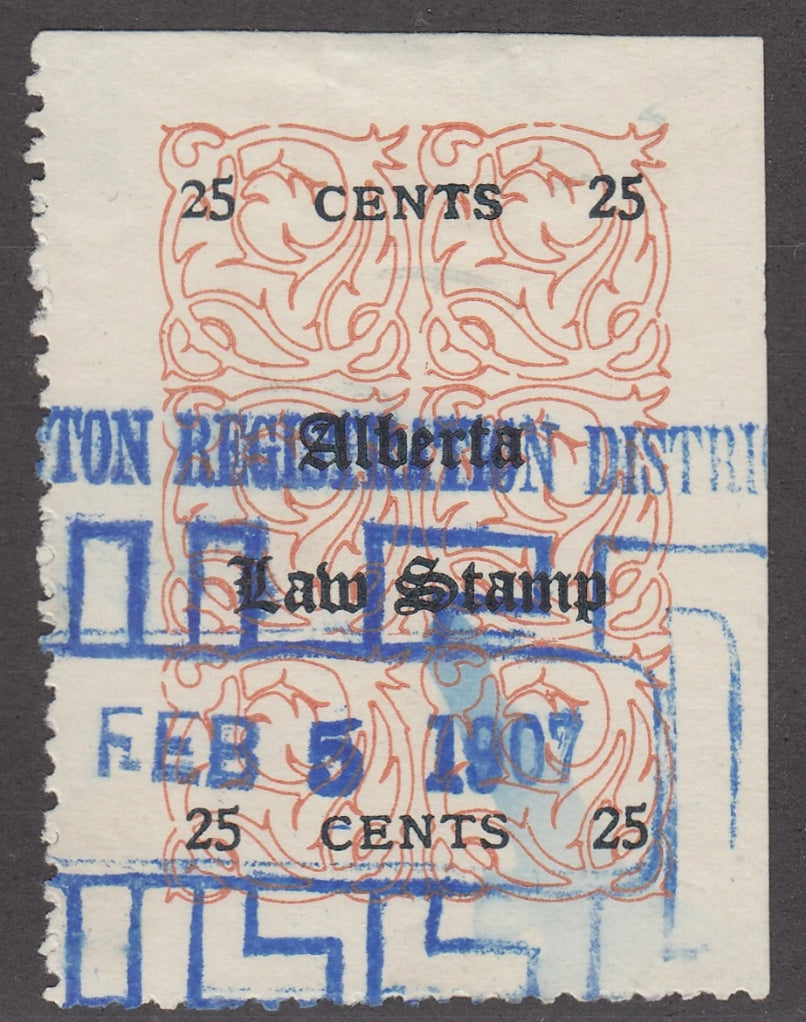 25 CENTS 25
Alberta
TON REGISTRATION DISTRI
Law Stamp
FEB 5 1907
25 CENTS 25